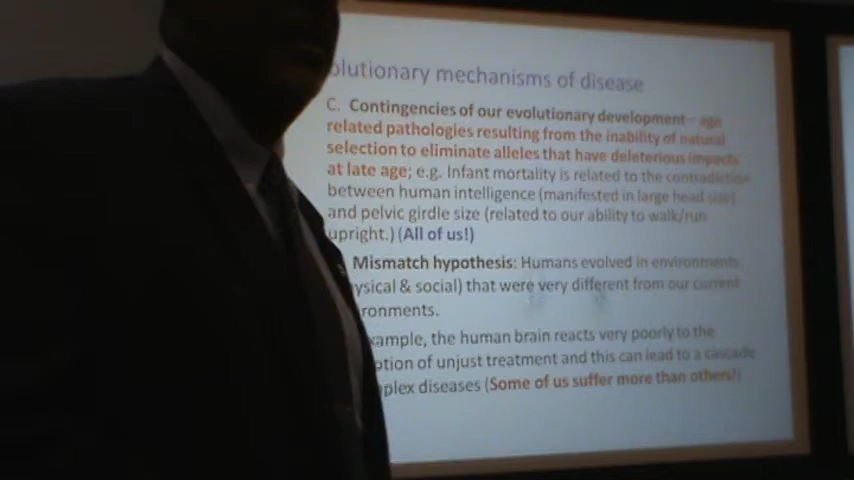 olutionary mechanisms of disease
C. Contingencies of our evolutionary development – age
related pathologies resulting from the inability of natural
selection to eliminate alleles that have deleterious impacts
at late age; e.g. Infant mortality is related to the contradiction
between human intelligence (manifested in large head size)
and pelvic girdle size (related to our ability to walk/run
upright.) (All of us!)
Mismatch hypothesis: Humans evolved in environments
ysical & social) that were very different from our current
ronments.
xample, the human brain reacts very poorly to the
ption of unjust treatment and this can lead to a cascade
plex diseases (Some of us suffer more than others!)